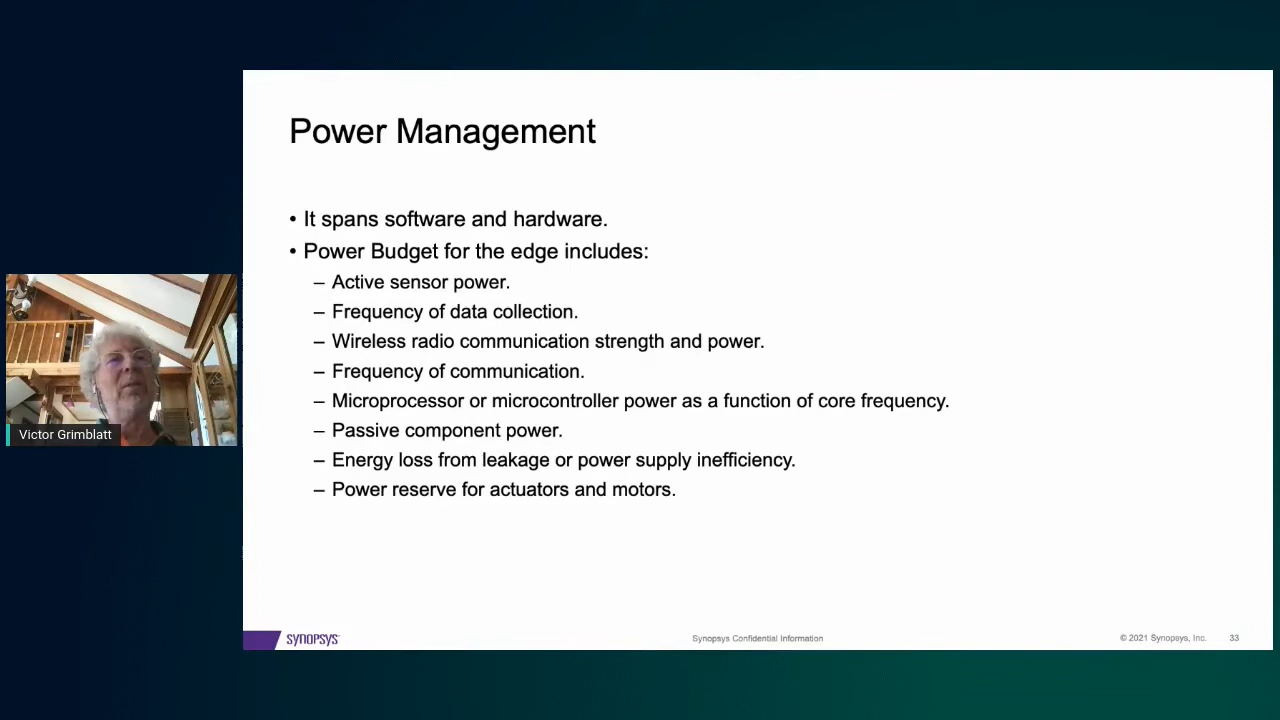 Power Management
• It spans software and hardware.
• Power Budget for the edge includes:
– Active sensor power.
– Frequency of data collection.
– Wireless radio communication strength and power.
– Frequency of communication.
– Microprocessor or microcontroller power as a function of core frequency.
– Passive component power.
– Energy loss from leakage or power supply inefficiency.
– Power reserve for actuators and motors.
Victor Grimblatt
SYNOPSYS
Synopsys Confidential Information
© 2021 Synopsys, Inc.
33